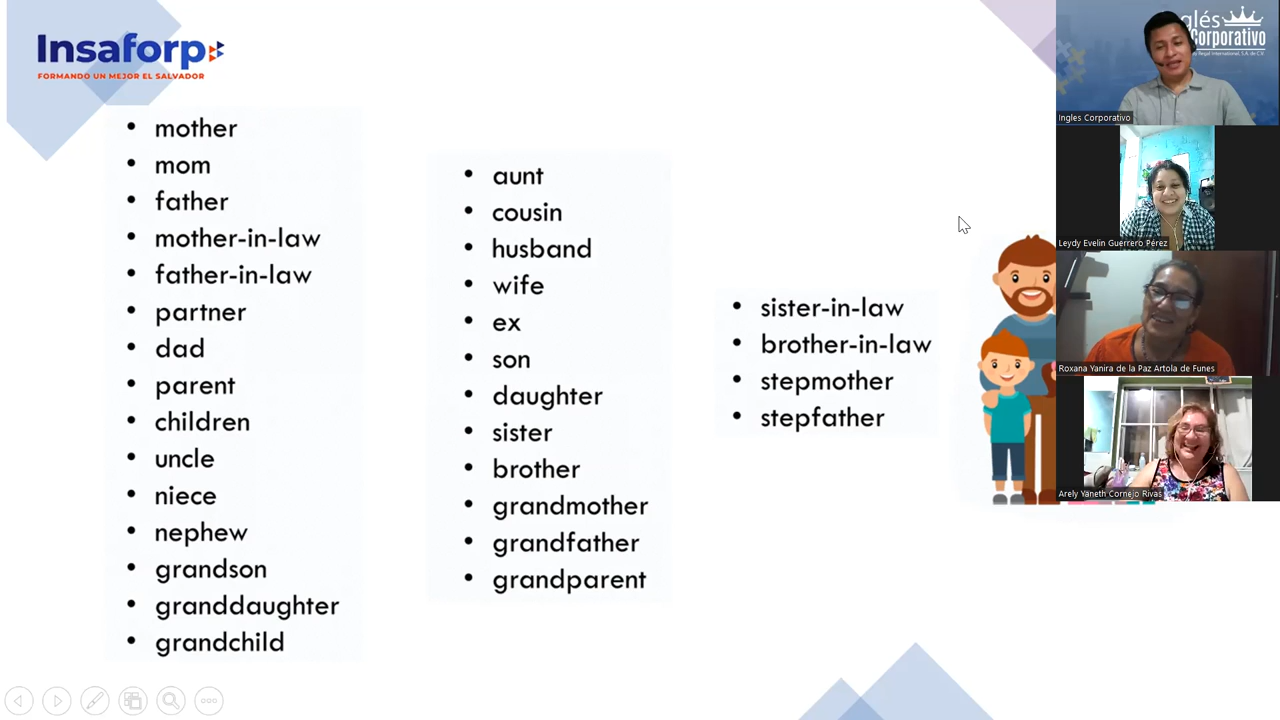 Insaforp
FORMANDO UN MEJOR EL SALVADOR
• mother
• mom
• father
• mother-in-law
• father-in-law
• partner
• dad
• parent
• children
• uncle
• niece
• nephew
• grandson
• granddaughter
• grandchild
• aunt
• cousin
• husband
• wife
• ex
• son
• daughter
• sister
• brother
• grandmother
• grandfather
• grandparent
• sister-in-law
• brother-in-law
• stepmother
• stepfather
glés
Corporativo
Ingles Corporativo
Leydy Evelin Guerrero Pérez
Roxana Yanira de la Paz Artola de Funes
Arely Yaneth Cornejo Rivas